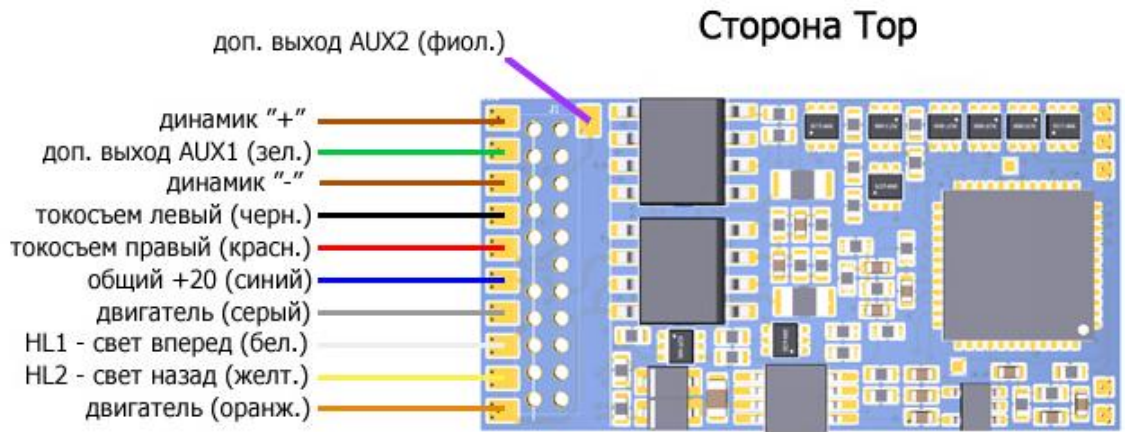 Сторона Top
доп. выход AUX2 (фиол.)
динамик "+"
доп. выход AUX1 (зел.)
динамик "-"
токосъем левый (черн.)
токосъем правый (красн.)
общий +20 (синий)
двигатель (серый)
HL1 - свет вперед (бел.)
HL2 - свет назад (желт.)
двигатель (оранж.)